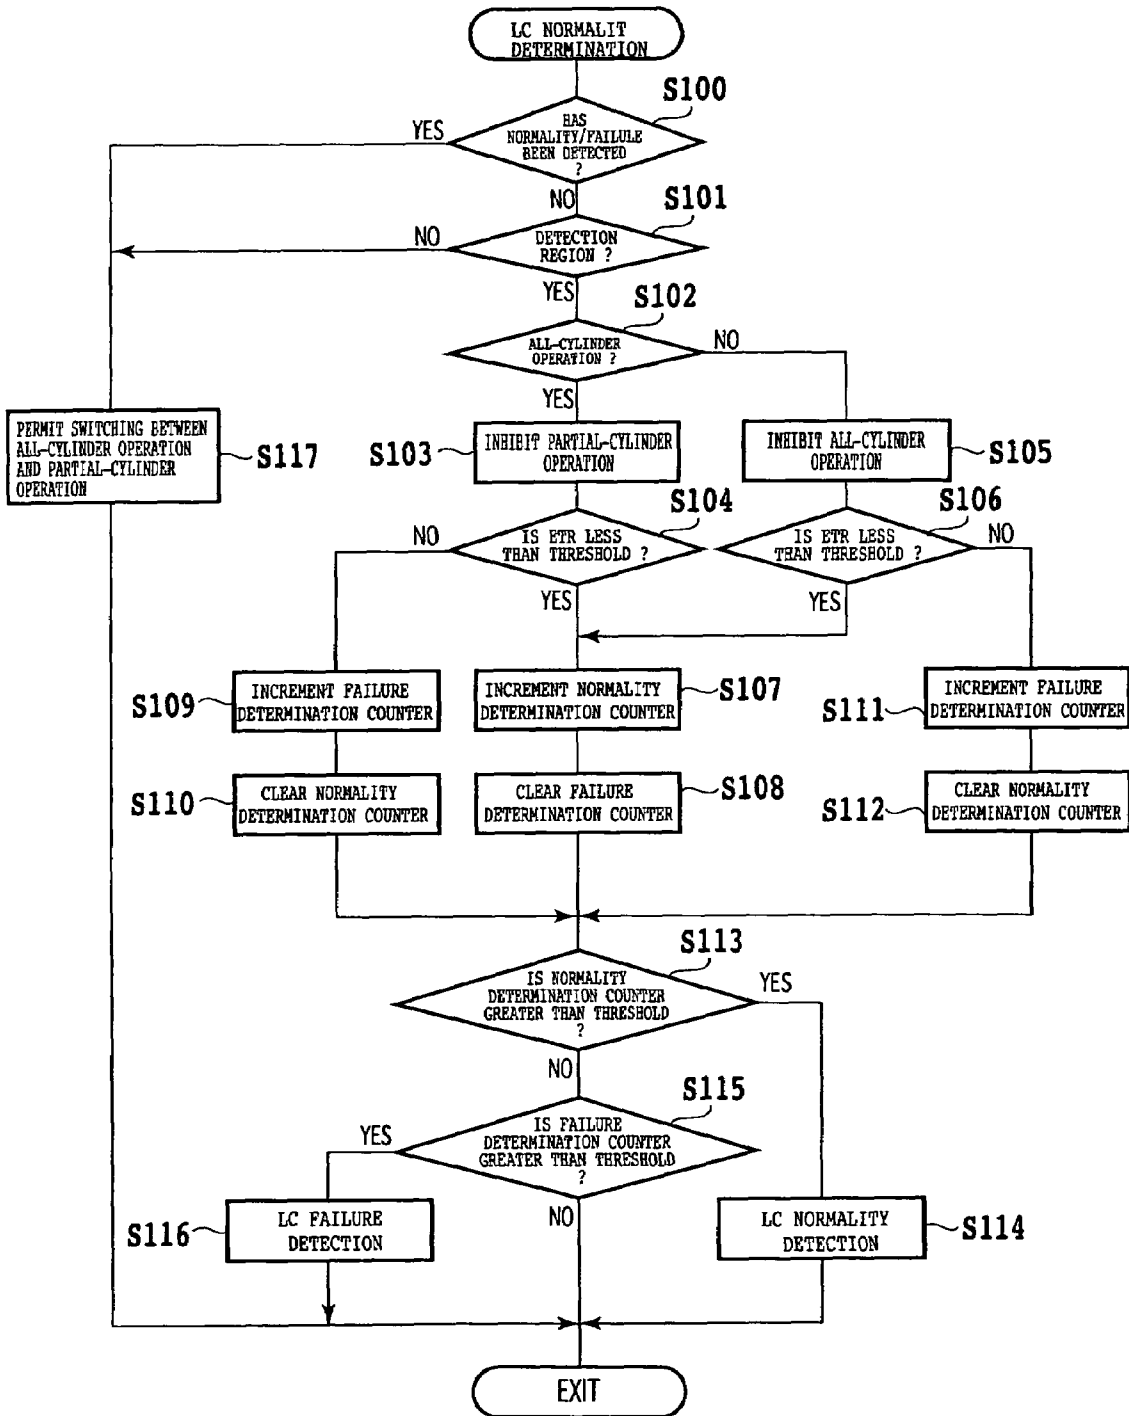 LC NORMALIT
DETERMINATION
S100
HAS
NORMALITY/FAILULE
BEEN DETECTED
?
YES
NO
S101
DETECTION
REGION ?
NO
YES
S102
ALL-CYLINDER
OPERATION ?
NO
YES
PERMIT SWITCHING BETWEEN
ALL-CYLINDER OPERATION
AND PARTIAL-CYLINDER
OPERATION
S117
S103
INHIBIT PARTIAL-CYLINDER
OPERATION
INHIBIT ALL-CYLINDER
OPERATION
S105
S104
IS ETR LESS
THAN THRESHOLD ?
NO
YES
S106
IS ETR LESS
THAN THRESHOLD ?
NO
YES
S109
INCREMENT FAILURE
DETERMINATION COUNTER
INCREMENT NORMALITY
DETERMINATION COUNTER
S107
S111
INCREMENT FAILURE
DETERMINATION COUNTER
S110
CLEAR NORMALITY
DETERMINATION COUNTER
CLEAR FAILURE
DETERMINATION COUNTER
S108
S112
CLEAR NORMALITY
DETERMINATION COUNTER
S113
IS NORMALITY
DETERMINATION COUNTER
GREATER THAN THRESHOLD
?
YES
NO
S115
IS FAILURE
DETERMINATION COUNTER
GREATER THAN THRESHOLD
?
YES
NO
S116
LC FAILURE
DETECTION
LC NORMALITY
DETECTION
S114
EXIT